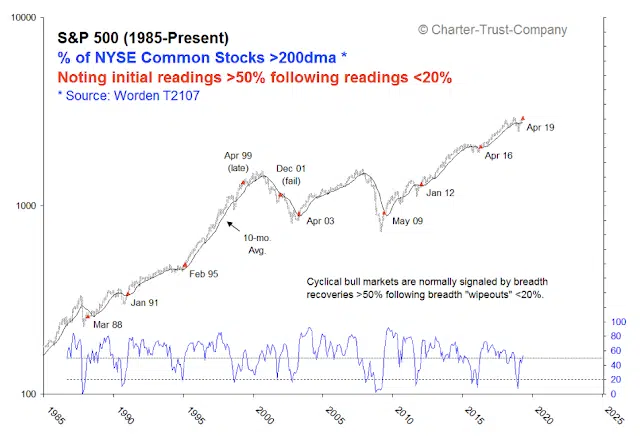 10000
© Charter-Trust-Company
S&P 500 (1985-Present)
% of NYSE Common Stocks >200dma *
Noting initial readings >50% following readings <20%
* Source: Worden T2107
Apr 19
Apr 99
(late)
Dec 01
(fail)
Apr 16
Jan 12
1000
Apr 03
May 09
10-mo.
Avg.
Feb 95
Cyclical bull markets are normally signaled by breadth
recoveries >50% following breadth "wipeouts" <20%.
Jan 91
Mar 88
100
80
60
40
20
0
100
1985
1990
1995
2000
2005
2010
2015
2020
2025